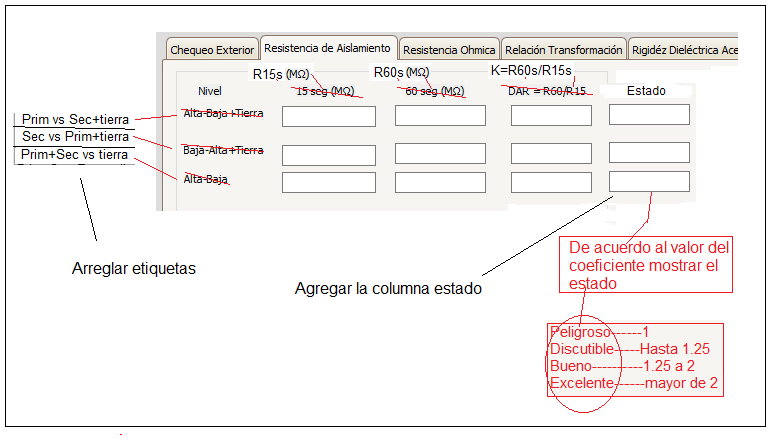 Chequeo Exterior
Resistencia de Aislamiento
Resistencia Ohmica
Relación Transformación
Rigidéz Dieléctrica Ace
R15s (MΩ)
R60s (MΩ)
K=R60s/R15s
Nivel
15 seg (MΩ)
60 seg (MΩ)
DAR = R60/R15
Estado
Prim vs Sec+tierra
Alta-Baja+Tierra
Sec vs Prim+tierra
Baja-Alta+Tierra
Prim+Sec vs tierra
Alta-Baja
Arreglar etiquetas
Agregar la columna estado
De acuerdo al valor del
coeficiente mostrar el
estado
Peligroso------1
Discutible-----Hasta 1.25
Bueno-----------1.25 a 2
Excelente------mayor de 2